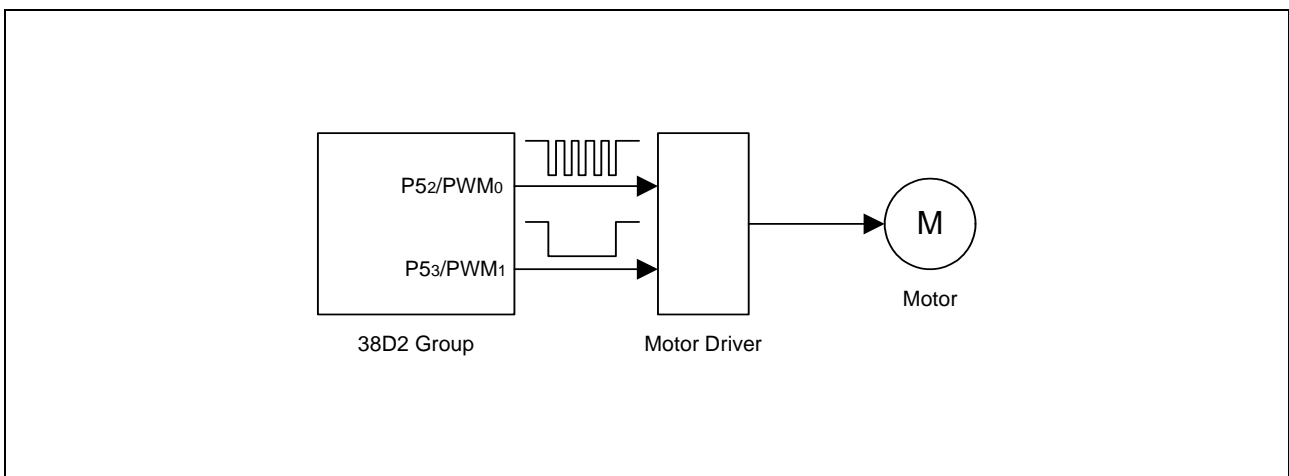 P52/PWM0
P53/PWM1
M
Motor
38D2 Group
Motor Driver